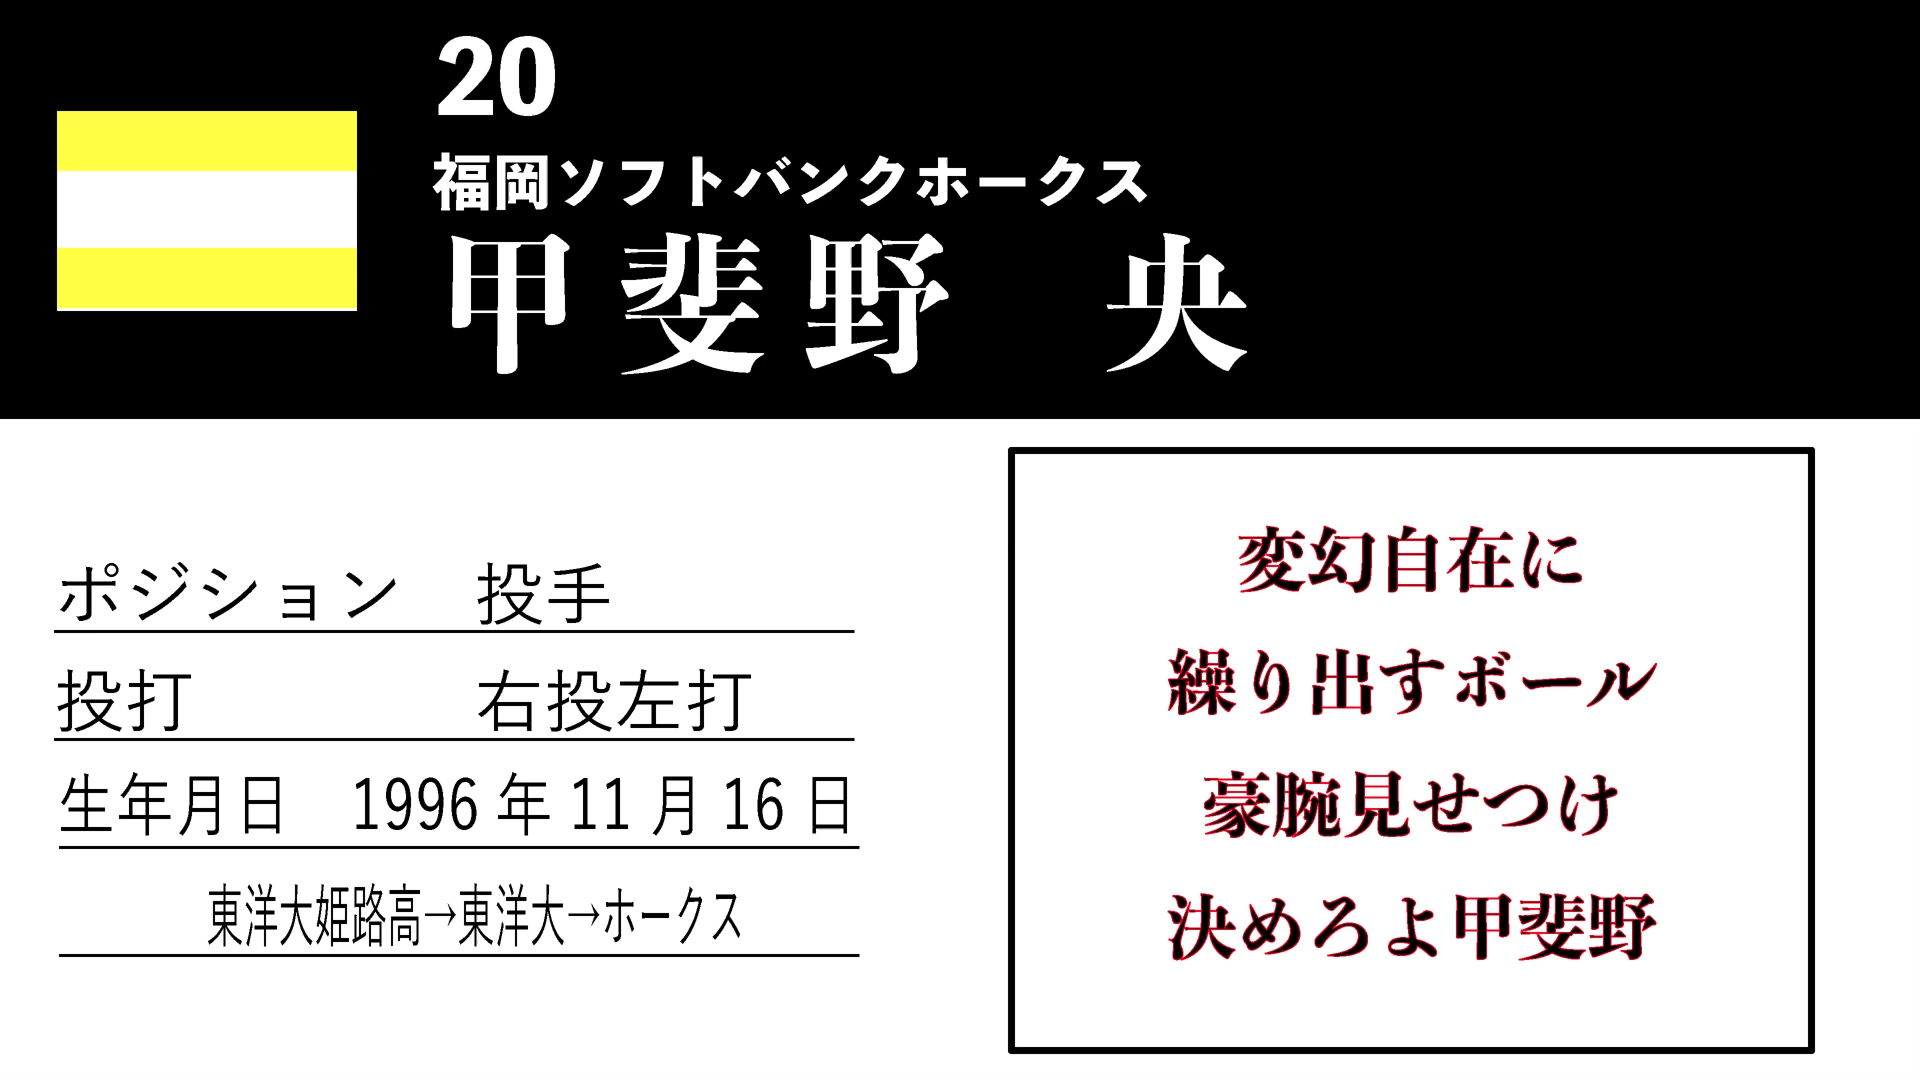 20
福岡ソフトバンクホークス
甲斐野　央
ポジション　投手
投打　右投左打
生年月日　1996年11月16日
東洋大姫路高→東洋大→ホークス
変幻自在に
繰り出すボール
豪腕見せつけ
決めろよ甲斐野